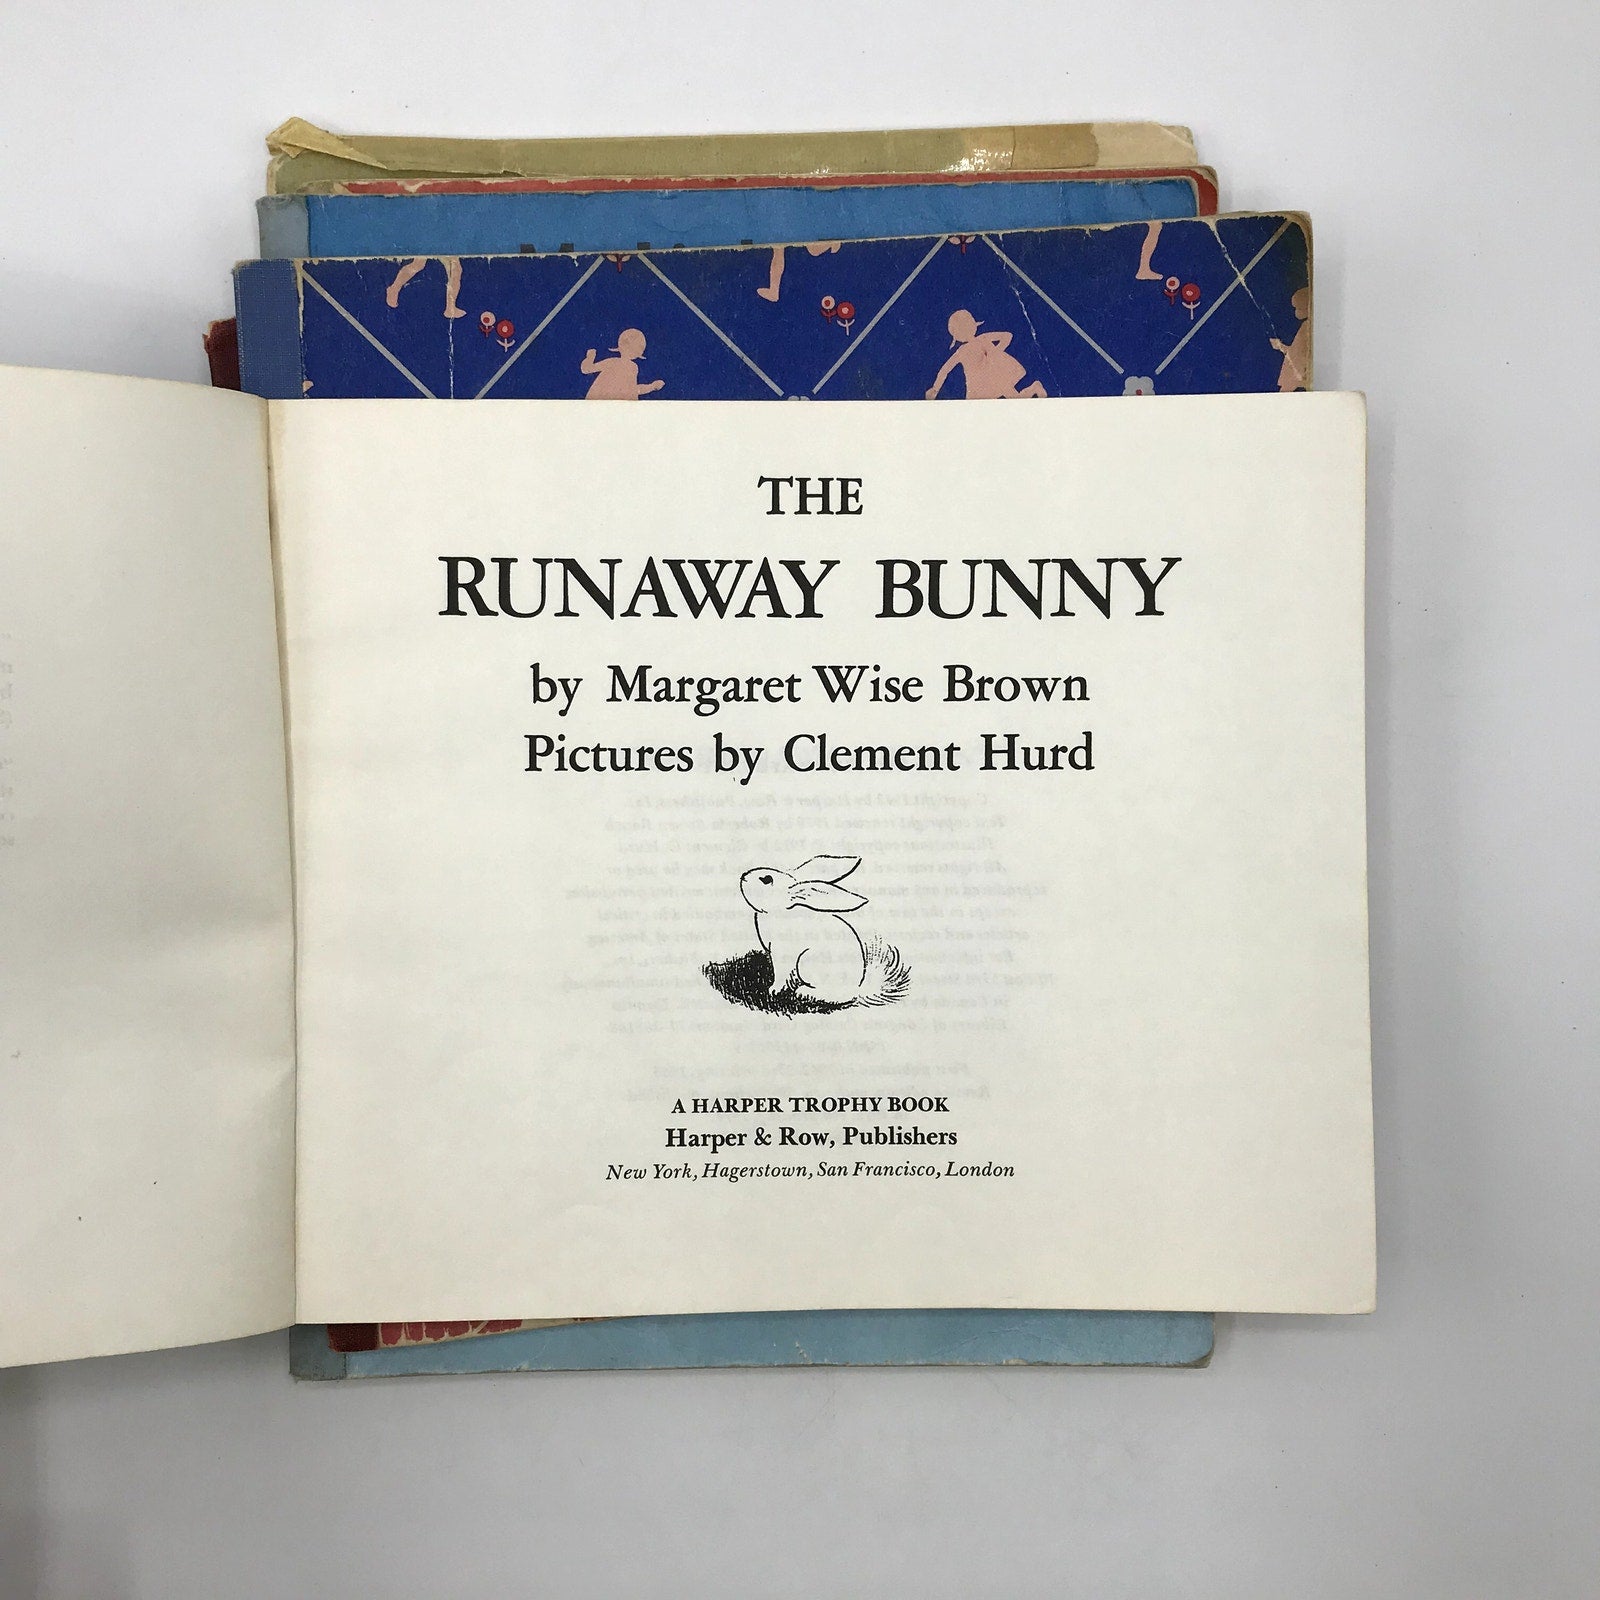 THE
RUNAWAY BUNNY
by Margaret Wise Brown
Pictures by Clement Hurd
A HARPER TROPHY BOOK
Harper & Row, Publishers
New York, Hagerstown, San Francisco, London